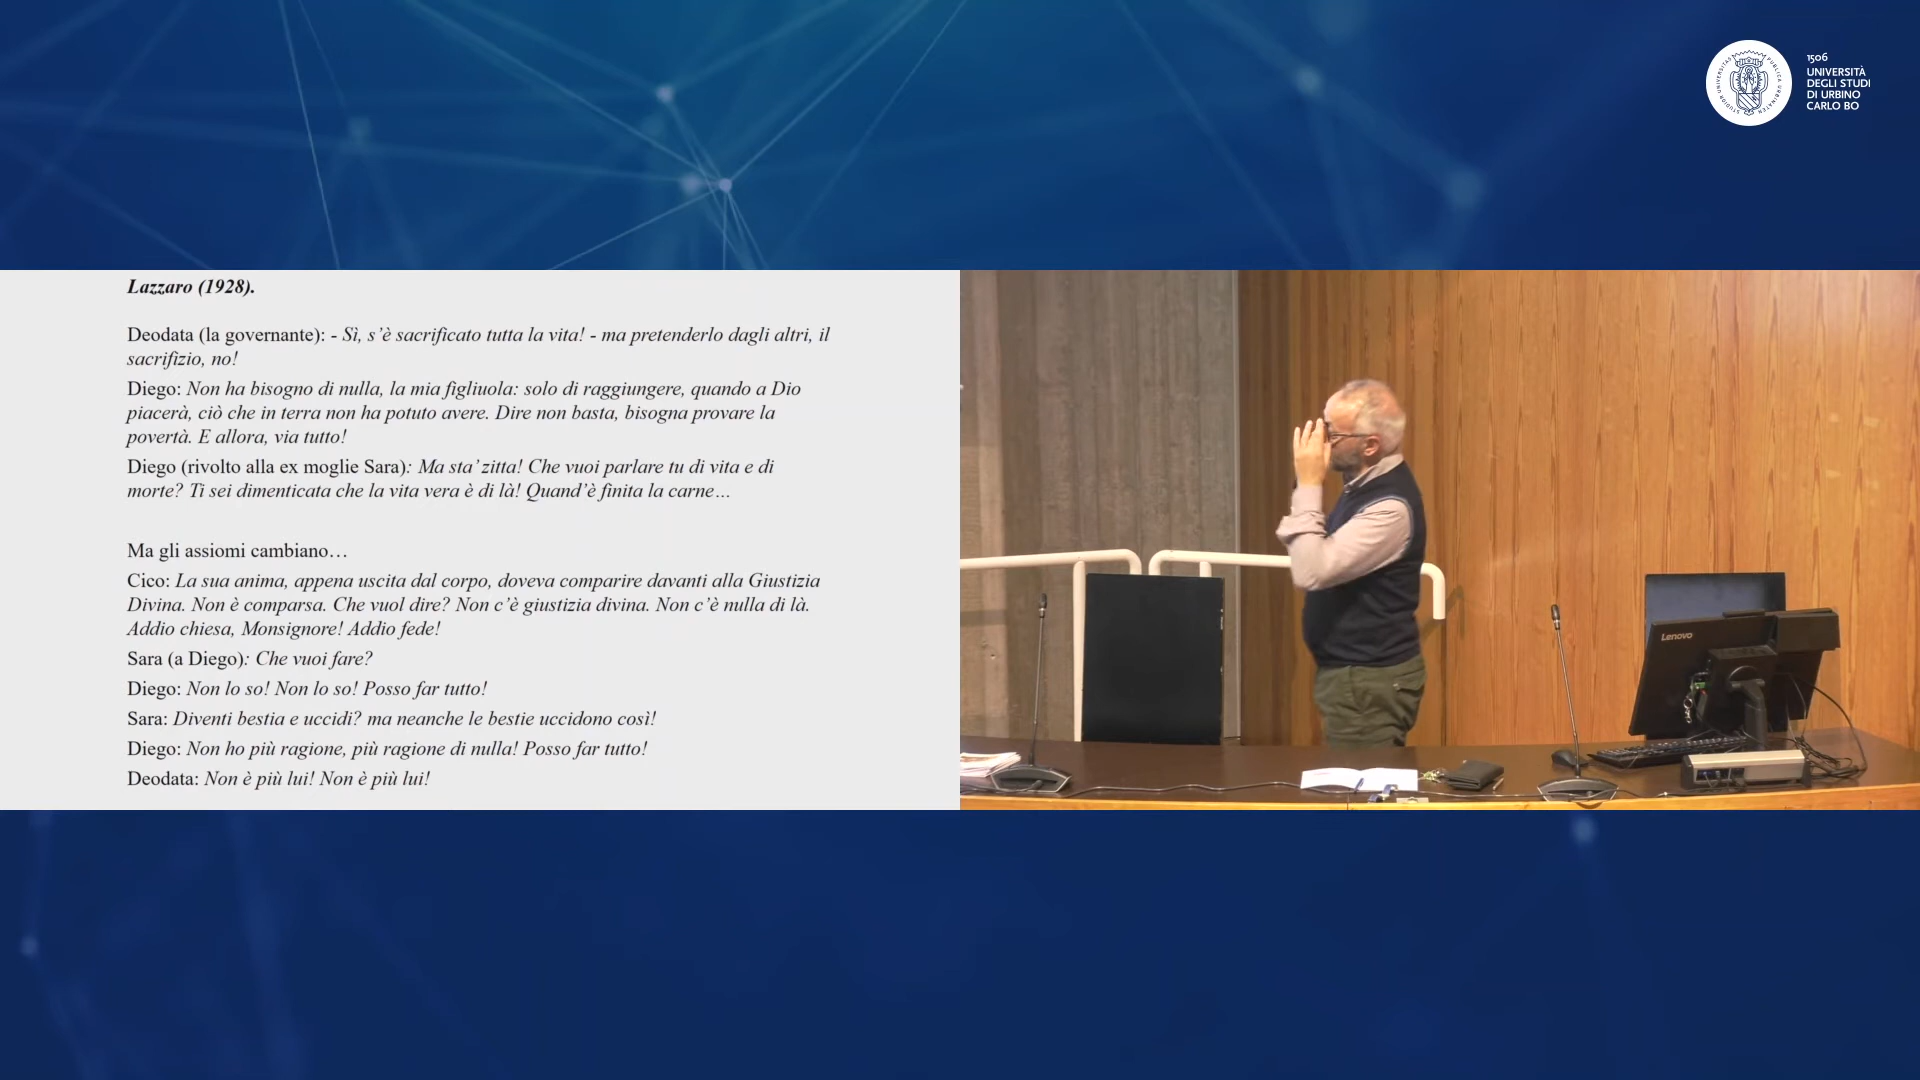 1506
UNIVERSITÀ
DEGLI STUDI
DI URBINO
CARLO BO
Lazzaro (1928).
Deodata (la governante): - Sì, s’è sacrificato tutta la vita! - ma pretenderlo dagli altri, il
sacrifizio, no!
Diego: Non ha bisogno di nulla, la mia figliuola: solo di raggiungere, quando a Dio
piacerà, ciò che in terra non ha potuto avere. Dire non basta, bisogna provare la
povertà. E allora, via tutto!
Diego (rivolto alla ex moglie Sara): Ma sta’ zitta! Che vuoi parlare tu di vita e di
morte? Ti sei dimenticata che la vita vera è di là! Quand’è finita la carne…
Ma gli assiomi cambiano…
Cico: La sua anima, appena uscita dal corpo, doveva comparire davanti alla Giustizia
Divina. Non è comparsa. Che vuol dire? Non c’è giustizia divina. Non c’è nulla di là.
Addio chiesa, Monsignore! Addio fede!
Sara (a Diego): Che vuoi fare?
Diego: Non lo so! Non lo so! Posso far tutto!
Sara: Diventi bestia e uccidi? ma neanche le bestie uccidono così!
Diego: Non ho più ragione, più ragione di nulla! Posso far tutto!
Deodata: Non è più lui! Non è più lui!
Lenovo